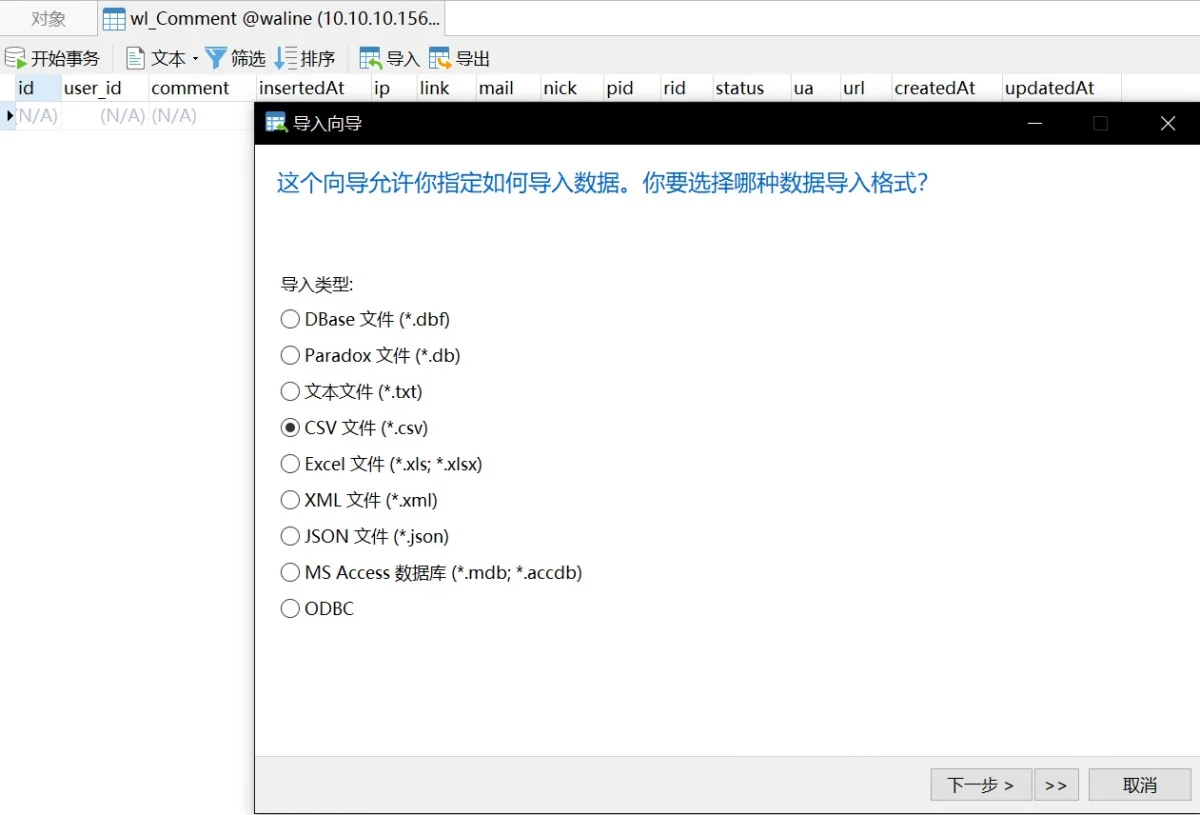 对象 wl_Comment @waline (10.10.10.156...
开始事务 文本 筛选 排序 导入 导出
id user_id comment insertedAt ip link mail nick pid rid status ua url createdAt updatedAt
(N/A) (N/A) (N/A)
导入向导
这个向导允许你指定如何导入数据。你要选择哪种数据导入格式？
导入类型:
DBase 文件 (*.dbf)
Paradox 文件 (*.db)
文本文件 (*.txt)
CSV 文件 (*.csv)
Excel 文件 (*.xls; *.xlsx)
XML 文件 (*.xml)
JSON 文件 (*.json)
MS Access 数据库 (*.mdb; *.accdb)
ODBC
下一步 > >> 取消